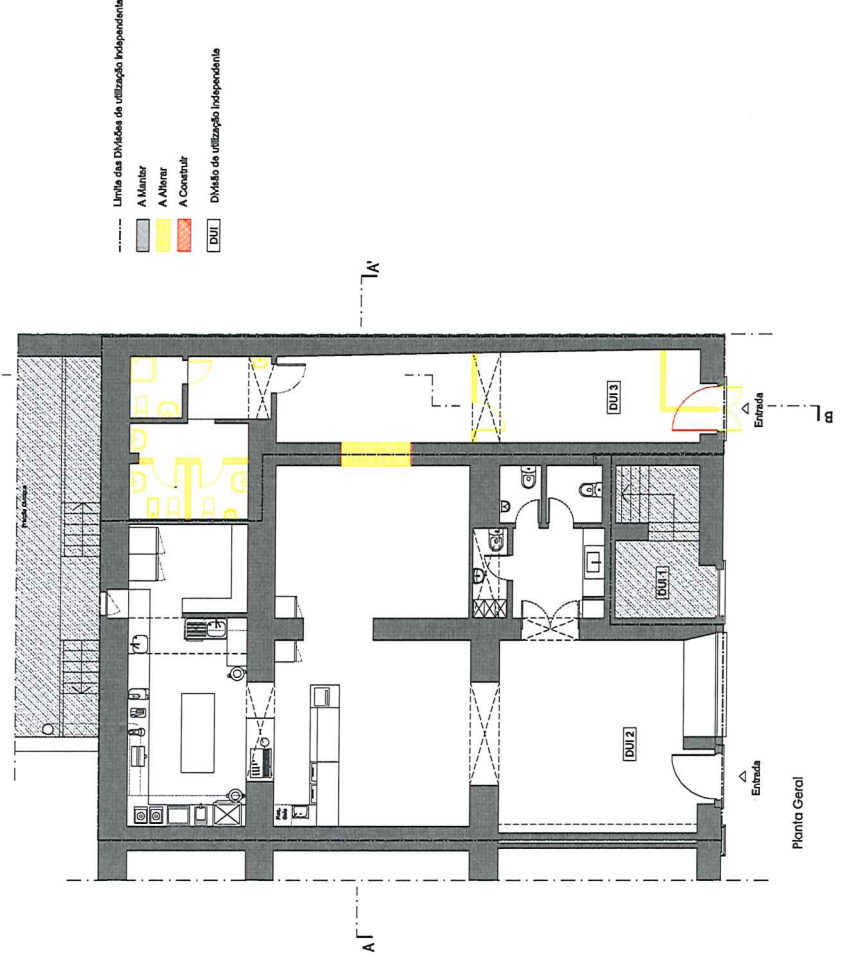 Limite das Divisões de utilização independente
A Manter
A Alterar
A Construir
DUI
Divisão de utilização independente
A'
DUI 3
Entrada
B
DUI 1
DUI 2
Entrada
A
Planta Geral